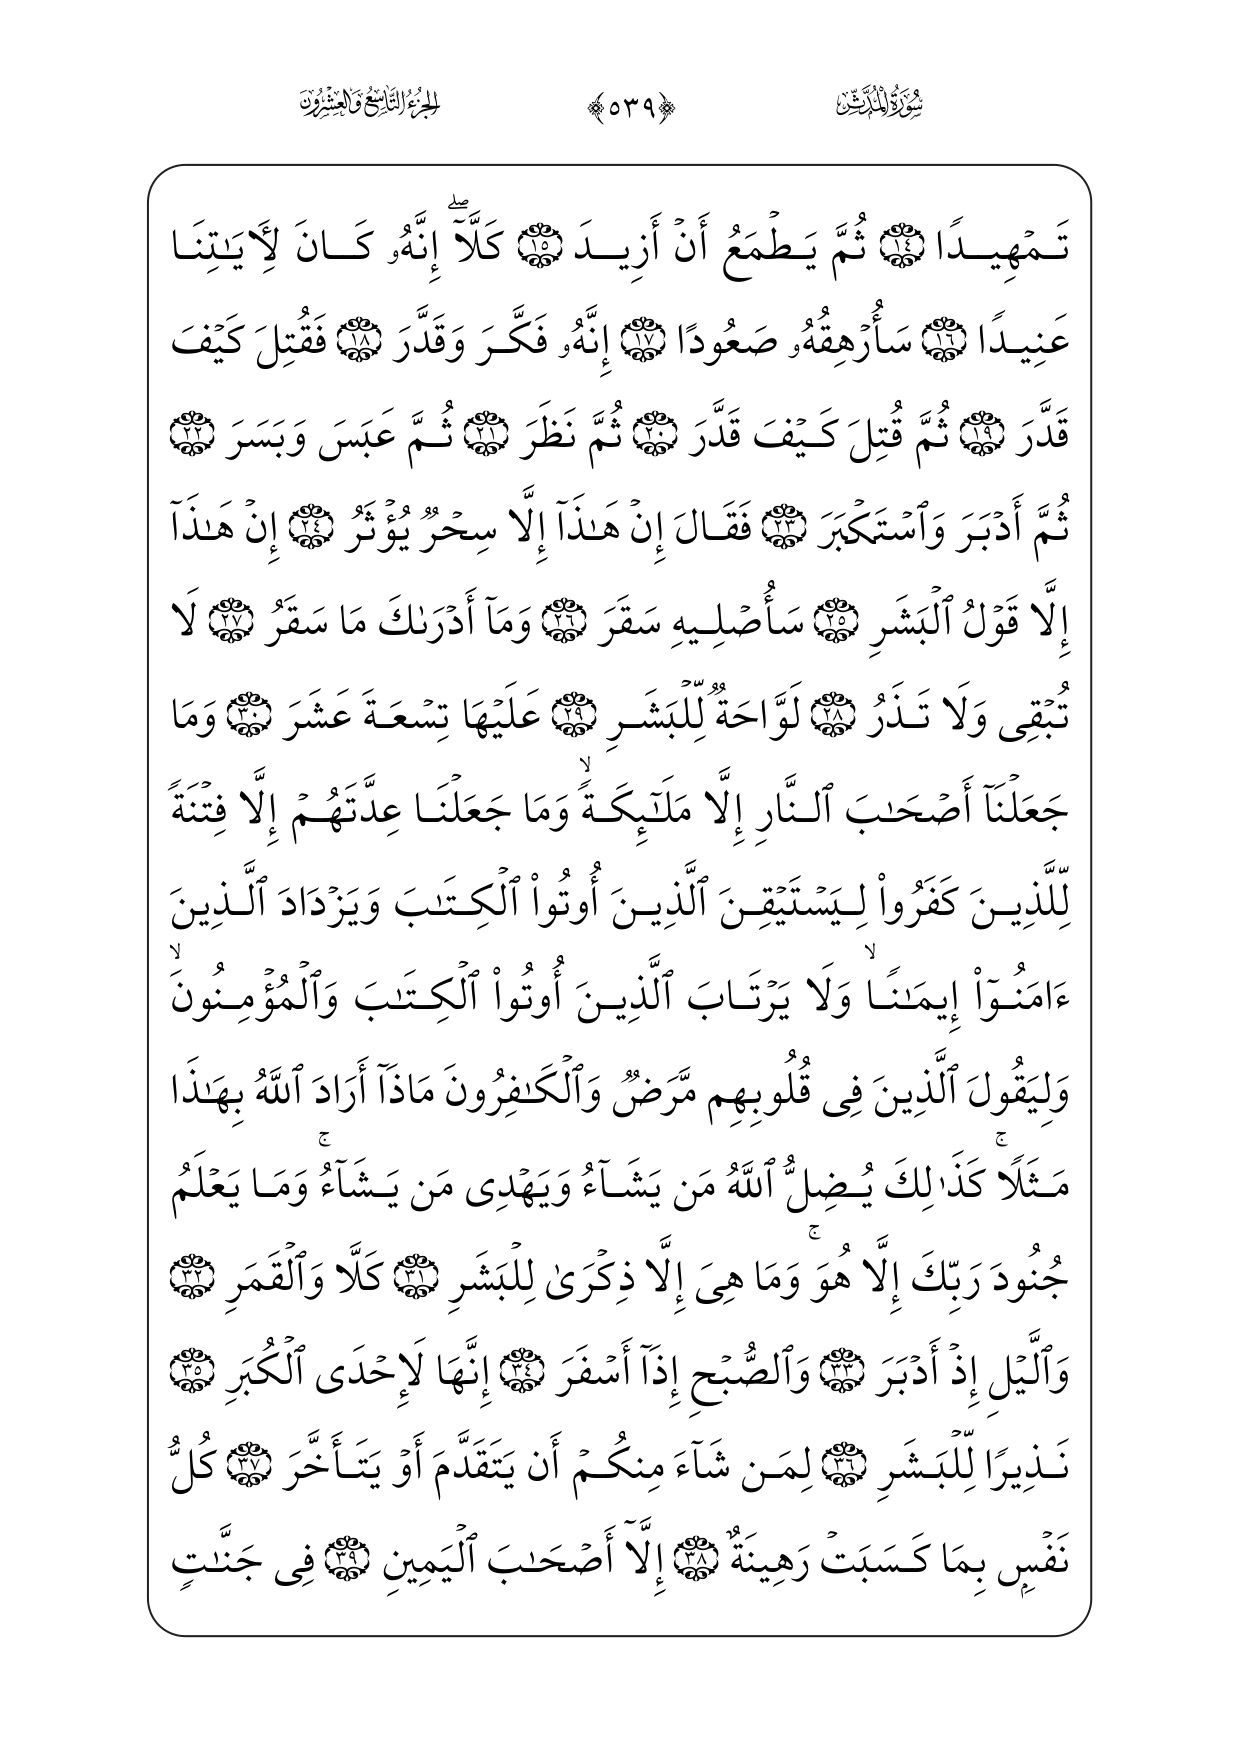 سُورَةُ الْمُدَّثِّر ﴿٥٣٩﴾ الجُزْءُ التَّاسِعُ وَالعِشْرُونَ
تَمۡهِيدٗا ١٤ ثُمَّ يَطۡمَعُ أَنۡ أَزِيدَ ١٥ كَلَّآۖ إِنَّهُۥ كَانَ لِأٓيَٰتِنَا
عَنِيدٗا ١٦ سَأُرۡهِقُهُۥ صَعُودًا ١٧ إِنَّهُۥ فَكَّرَ وَقَدَّرَ ١٨ فَقُتِلَ كَيۡفَ
قَدَّرَ ١٩ ثُمَّ قُتِلَ كَيۡفَ قَدَّرَ ٢٠ ثُمَّ نَظَرَ ٢١ ثُمَّ عَبَسَ وَبَسَرَ ٢٢
ثُمَّ أَدۡبَرَ وَٱسۡتَكۡبَرَ ٢٣ فَقَالَ إِنۡ هَٰذَآ إِلَّا سِحۡرٞ يُؤۡثَرُ ٢٤ إِنۡ هَٰذَآ
إِلَّا قَوۡلُ ٱلۡبَشَرِ ٢٥ سَأُصۡلِيهِ سَقَرَ ٢٦ وَمَآ أَدۡرَىٰكَ مَا سَقَرُ ٢٧ لَا
تُبۡقِي وَلَا تَذَرُ ٢٨ لَوَّاحَةٞ لِّلۡبَشَرِ ٢٩ عَلَيۡهَا تِسۡعَةَ عَشَرَ ٣٠ وَمَا
جَعَلۡنَآ أَصۡحَٰبَ ٱلنَّارِ إِلَّا مَلَٰٓئِكَةٗۙ وَمَا جَعَلۡنَا عِدَّتَهُمۡ إِلَّا فِتۡنَةٗ
لِّلَّذِينَ كَفَرُواْ لِيَسۡتَيۡقِنَ ٱلَّذِينَ أُوتُواْ ٱلۡكِتَٰبَ وَيَزۡدَادَ ٱلَّذِينَ
ءَامَنُوٓاْ إِيمَٰنٗاۙ وَلَا يَرۡتَابَ ٱلَّذِينَ أُوتُواْ ٱلۡكِتَٰبَ وَٱلۡمُؤۡمِنُونَۙ
وَلِيَقُولَ ٱلَّذِينَ فِي قُلُوبِهِم مَّرَضٞ وَٱلۡكَٰفِرُونَ مَاذَآ أَرَادَ ٱللَّهُ بِهَٰذَا
مَثَلٗاۚ كَذَٰلِكَ يُضِلُّ ٱللَّهُ مَن يَشَآءُ وَيَهۡدِي مَن يَشَآءُۚ وَمَا يَعۡلَمُ
جُنُودَ رَبِّكَ إِلَّا هُوَۚ وَمَا هِيَ إِلَّا ذِكۡرَىٰ لِلۡبَشَرِ ٣١ كَلَّا وَٱلۡقَمَرِ ٣٢
وَٱلَّيۡلِ إِذۡ أَدۡبَرَ ٣٣ وَٱلصُّبۡحِ إِذَآ أَسۡفَرَ ٣٤ إِنَّهَا لَإِحۡدَى ٱلۡكُبَرِ ٣٥
نَذِيرٗا لِّلۡبَشَرِ ٣٦ لِمَن شَآءَ مِنكُمۡ أَن يَتَقَدَّمَ أَوۡ يَتَأَخَّرَ ٣٧ كُلُّ
نَفۡسِۭ بِمَا كَسَبَتۡ رَهِينَةٌ ٣٨ إِلَّآ أَصۡحَٰبَ ٱلۡيَمِينِ ٣٩ فِي جَنَّٰتٖ